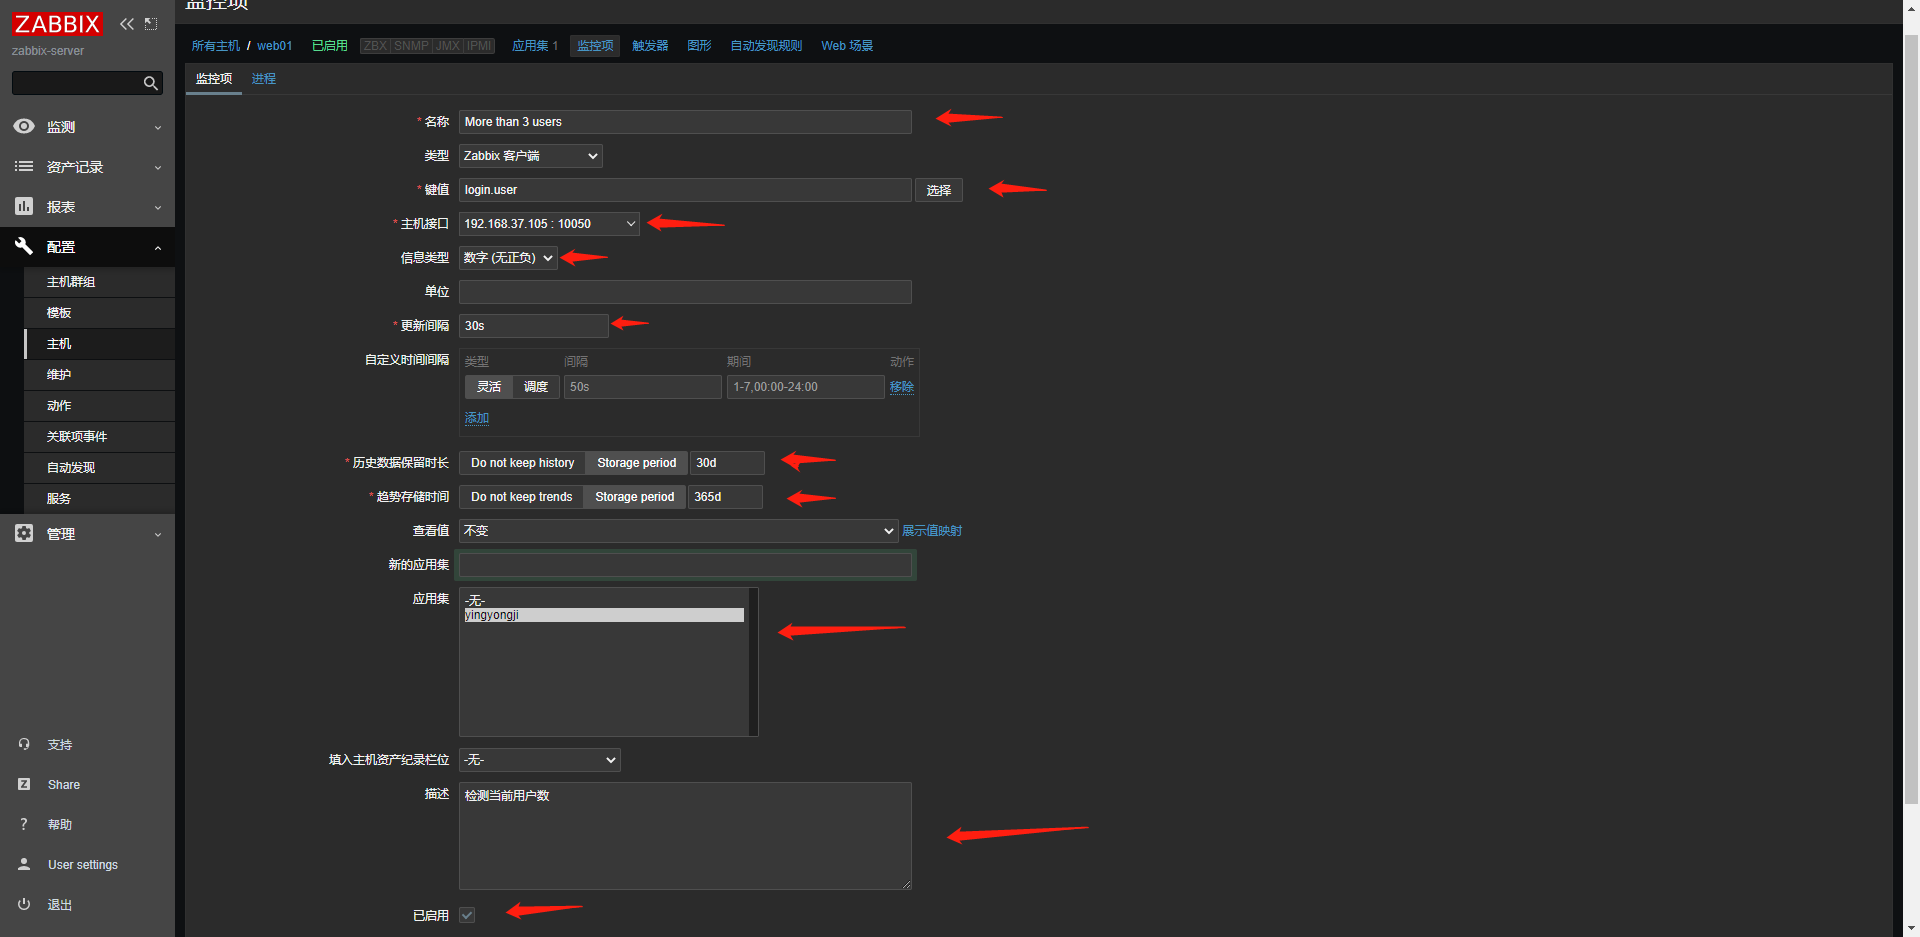 监控项
ZABBIX
zabbix-server
监测
资产记录
报表
配置
主机群组
模板
主机
维护
动作
关联项事件
自动发现
服务
管理
支持
Share
帮助
User settings
退出
所有主机 / web01 已启用 ZBX SNMP JMX IPMI 应用集 1 监控项 触发器 图形 自动发现规则 Web 场景
监控项 进程
* 名称 More than 3 users
类型 Zabbix 客户端
* 键值 login.user 选择
* 主机接口 192.168.37.105 : 10050
信息类型 数字 (无正负)
单位
* 更新间隔 30s
自定义时间间隔 类型 间隔 期间 动作
灵活 调度 50s 1-7,00:00-24:00 移除
添加
* 历史数据保留时长 Do not keep history Storage period 30d
* 趋势存储时间 Do not keep trends Storage period 365d
查看值 不变 展示值映射
新的应用集
应用集 -无-
yingyongji
填入主机资产纪录栏位 -无-
描述 检测当前用户数
已启用